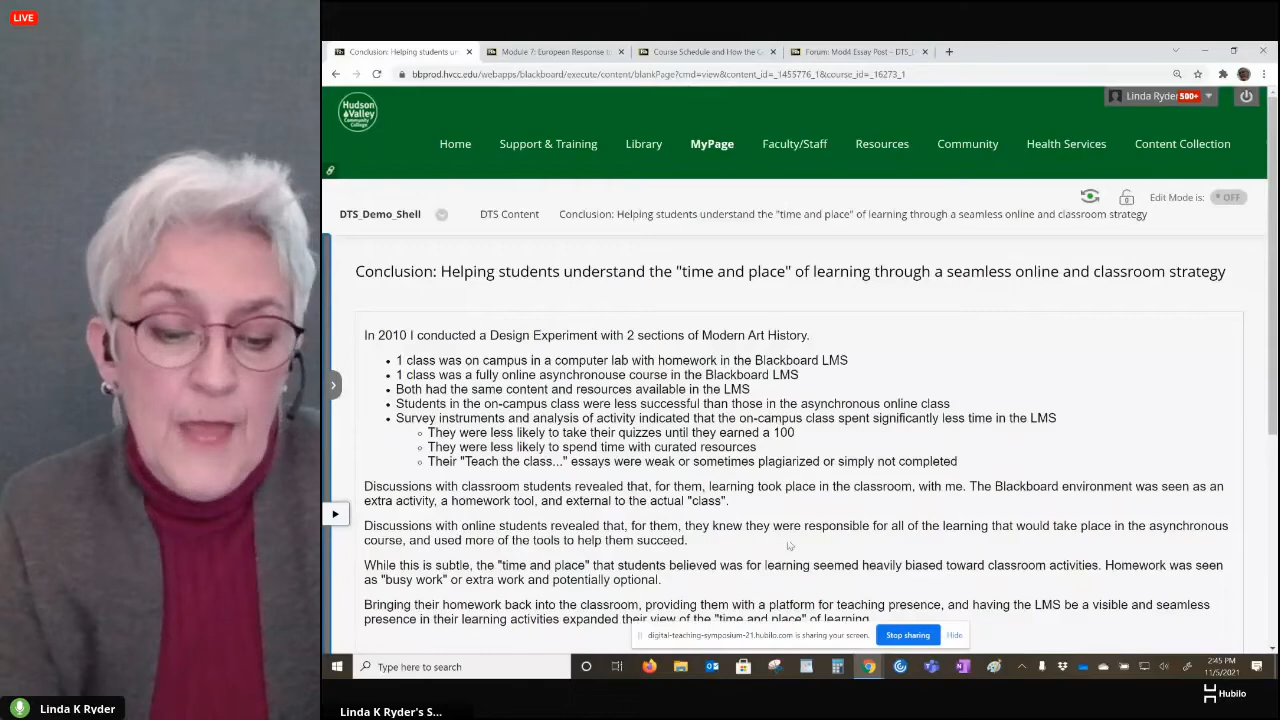 LIVE
Conclusion: Helping students un
Module 7: European Response t
Course Schedule and How the C
Forum: Mod4 Essay Post – DTS_
bbprod.hvcc.edu/webapps/blackboard/execute/content/blankPage?cmd=view&content_id=_1455776_1&course_id=_16273_1
Linda Ryder 500+
Hudson Valley Community College
Home Support & Training Library MyPage Faculty/Staff Resources Community Health Services Content Collection
Edit Mode is: OFF
DTS_Demo_Shell DTS Content Conclusion: Helping students understand the "time and place" of learning through a seamless online and classroom strategy
Conclusion: Helping students understand the "time and place" of learning through a seamless online and classroom strategy
In 2010 I conducted a Design Experiment with 2 sections of Modern Art History.
1 class was on campus in a computer lab with homework in the Blackboard LMS
1 class was a fully online asynchronouse course in the Blackboard LMS
Both had the same content and resources available in the LMS
Students in the on-campus class were less successful than those in the asynchronous online class
Survey instruments and analysis of activity indicated that the on-campus class spent significantly less time in the LMS
They were less likely to take their quizzes until they earned a 100
They were less likely to spend time with curated resources
Their "Teach the class..." essays were weak or sometimes plagiarized or simply not completed
Discussions with classroom students revealed that, for them, learning took place in the classroom, with me. The Blackboard environment was seen as an
extra activity, a homework tool, and external to the actual "class".
Discussions with online students revealed that, for them, they knew they were responsible for all of the learning that would take place in the asynchronous
course, and used more of the tools to help them succeed.
While this is subtle, the "time and place" that students believed was for learning seemed heavily biased toward classroom activities. Homework was seen
as "busy work" or extra work and potentially optional.
Bringing their homework back into the classroom, providing them with a platform for teaching presence, and having the LMS be a visible and seamless
presence in their learning activities expanded their view of the "time and place" of learning.
digital-teaching-symposium-21.hubilo.com is sharing your screen. Stop sharing Hide
Type here to search
2:45 PM
11/5/2021
Hubilo
Linda K Ryder
Linda K Ryder's S...